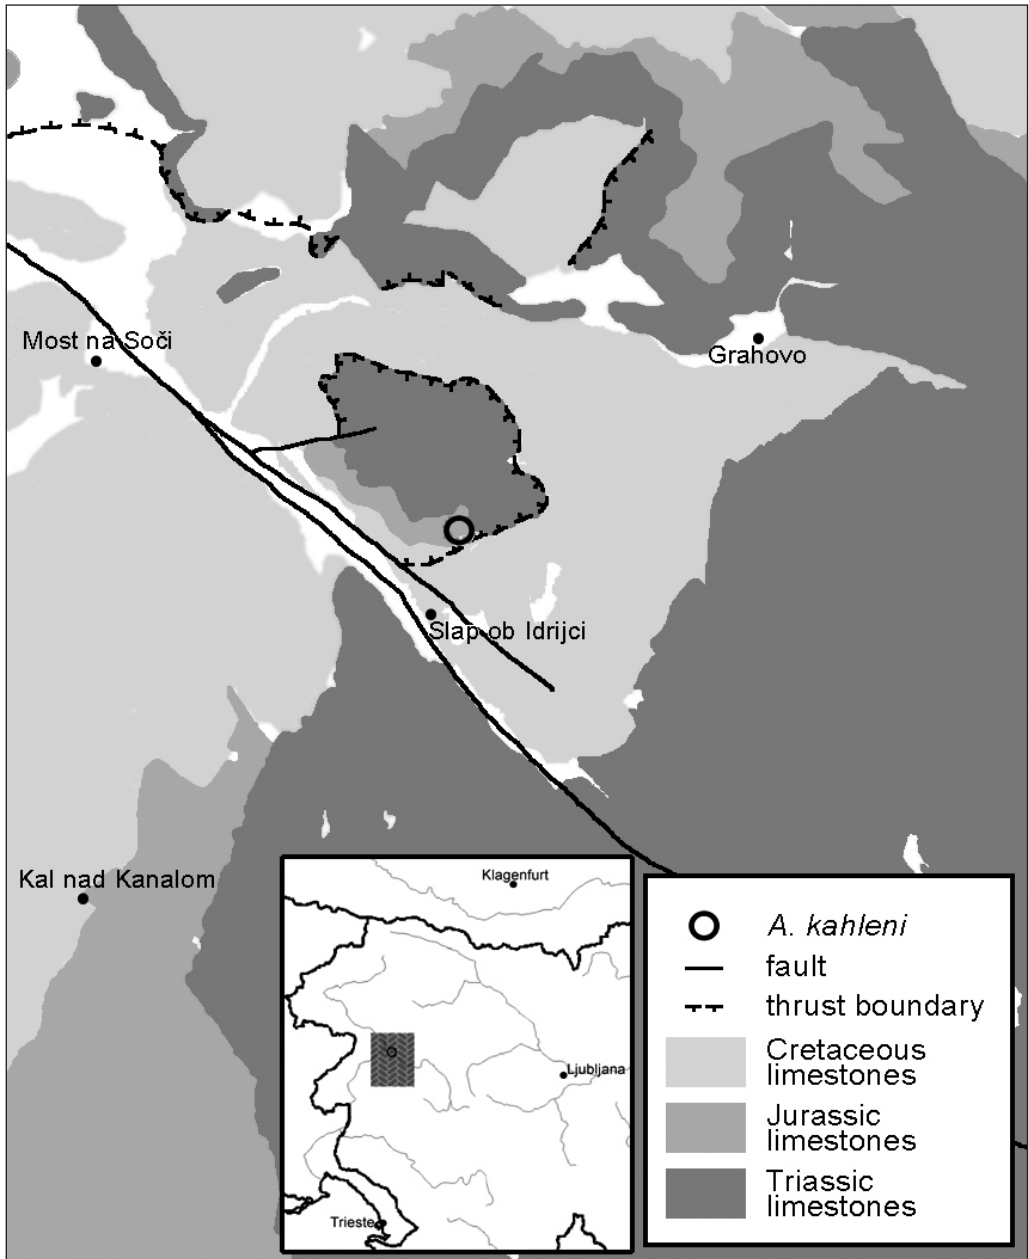 Most na Soči
Grahovo
Slap ob Idrijci
Kal nad Kanalom
Klagenfurt
Ljubljana
Trieste
A. kahleni
fault
thrust boundary
Cretaceous
limestones
Jurassic
limestones
Triassic
limestones